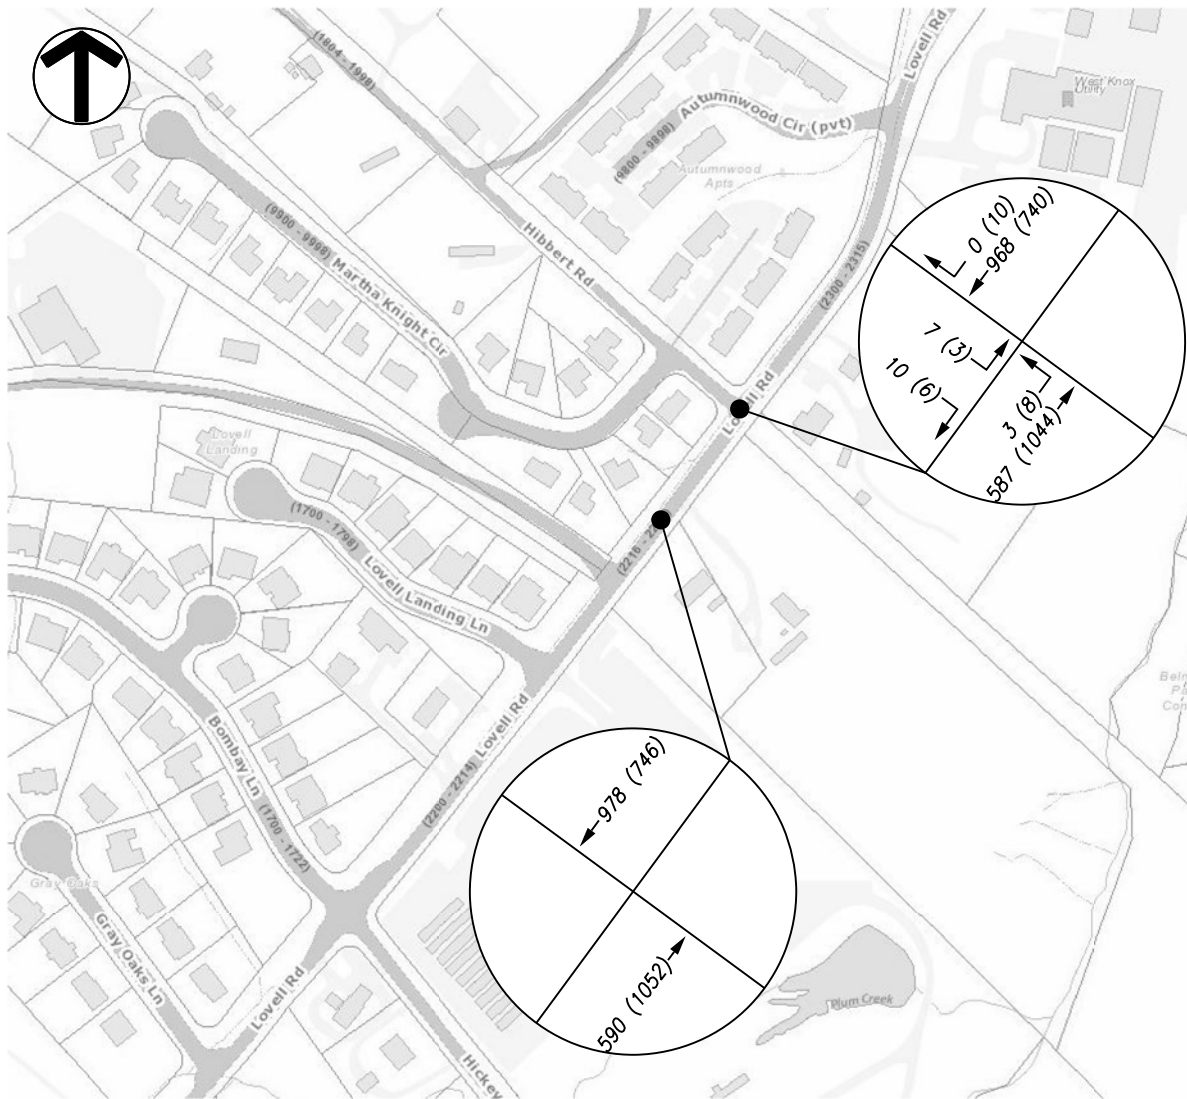 (1804 - 1998)
Lovell Rd
West Knox
Utility
Autumnwood Cir (pvt)
(9800 - 9898)
Autumnwood
Apts
(9900 - 9998) Martha Knight Cir
Hibbert Rd
(2300 - 2315)
0 (10)
968 (740)
7 (3)
10 (6)
3 (8)
587 (1044)
Lovell Rd
Lovell
Landing
(1700 - 1798) Lovell Landing Ln
(2216 -
Bombay Ln (1700 - 1722)
(2200 - 2214) Lovell Rd
978 (746)
590 (1052)
Gray Oaks
Gray Oaks Ln
Lovell Rd
Plum Creek
Hickey